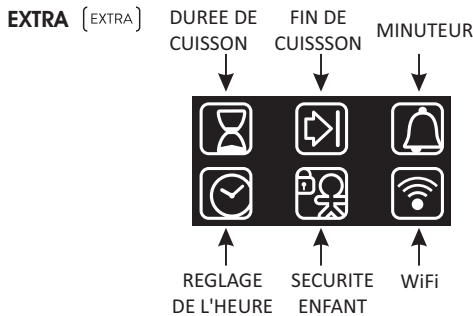 EXTRA [EXTRA]
DUREE DE
CUISSON
FIN DE
CUISSSON
MINUTEUR
REGLAGE
DE L'HEURE
SECURITE
ENFANT
WiFi